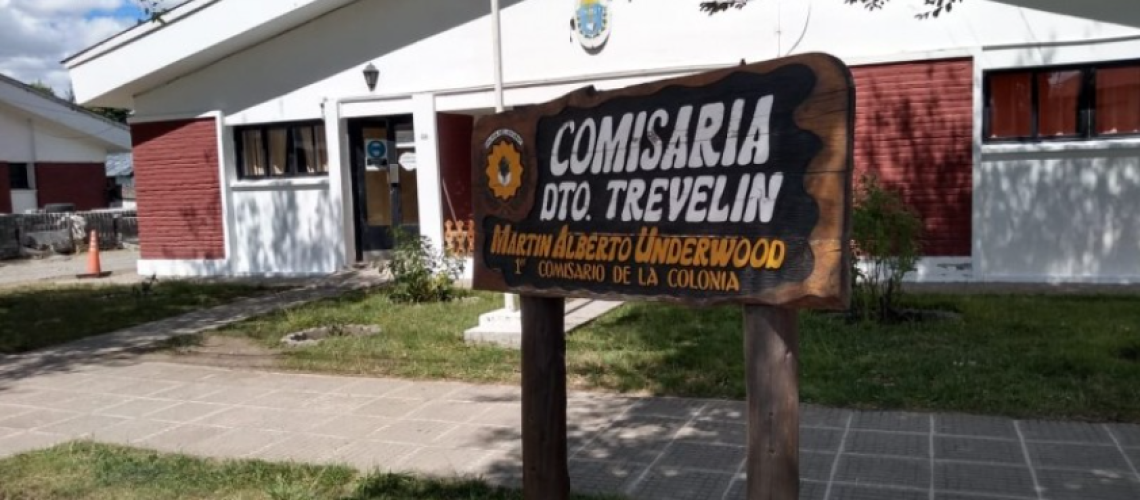 COMISARIA
DTO. TREVELIN
MARTIN ALBERTO UNDERWOOD
1° COMISARIO DE LA COLONIA